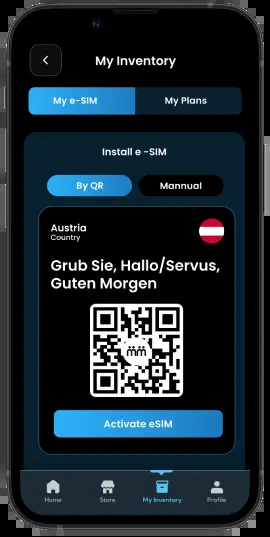 My Inventory
My e-SIM
My Plans
Install e -SIM
By QR
Mannual
Austria
Country
Grub Sie, Hallo/Servus,
Guten Morgen
Activate eSIM
Home
Store
My Inventory
Profile